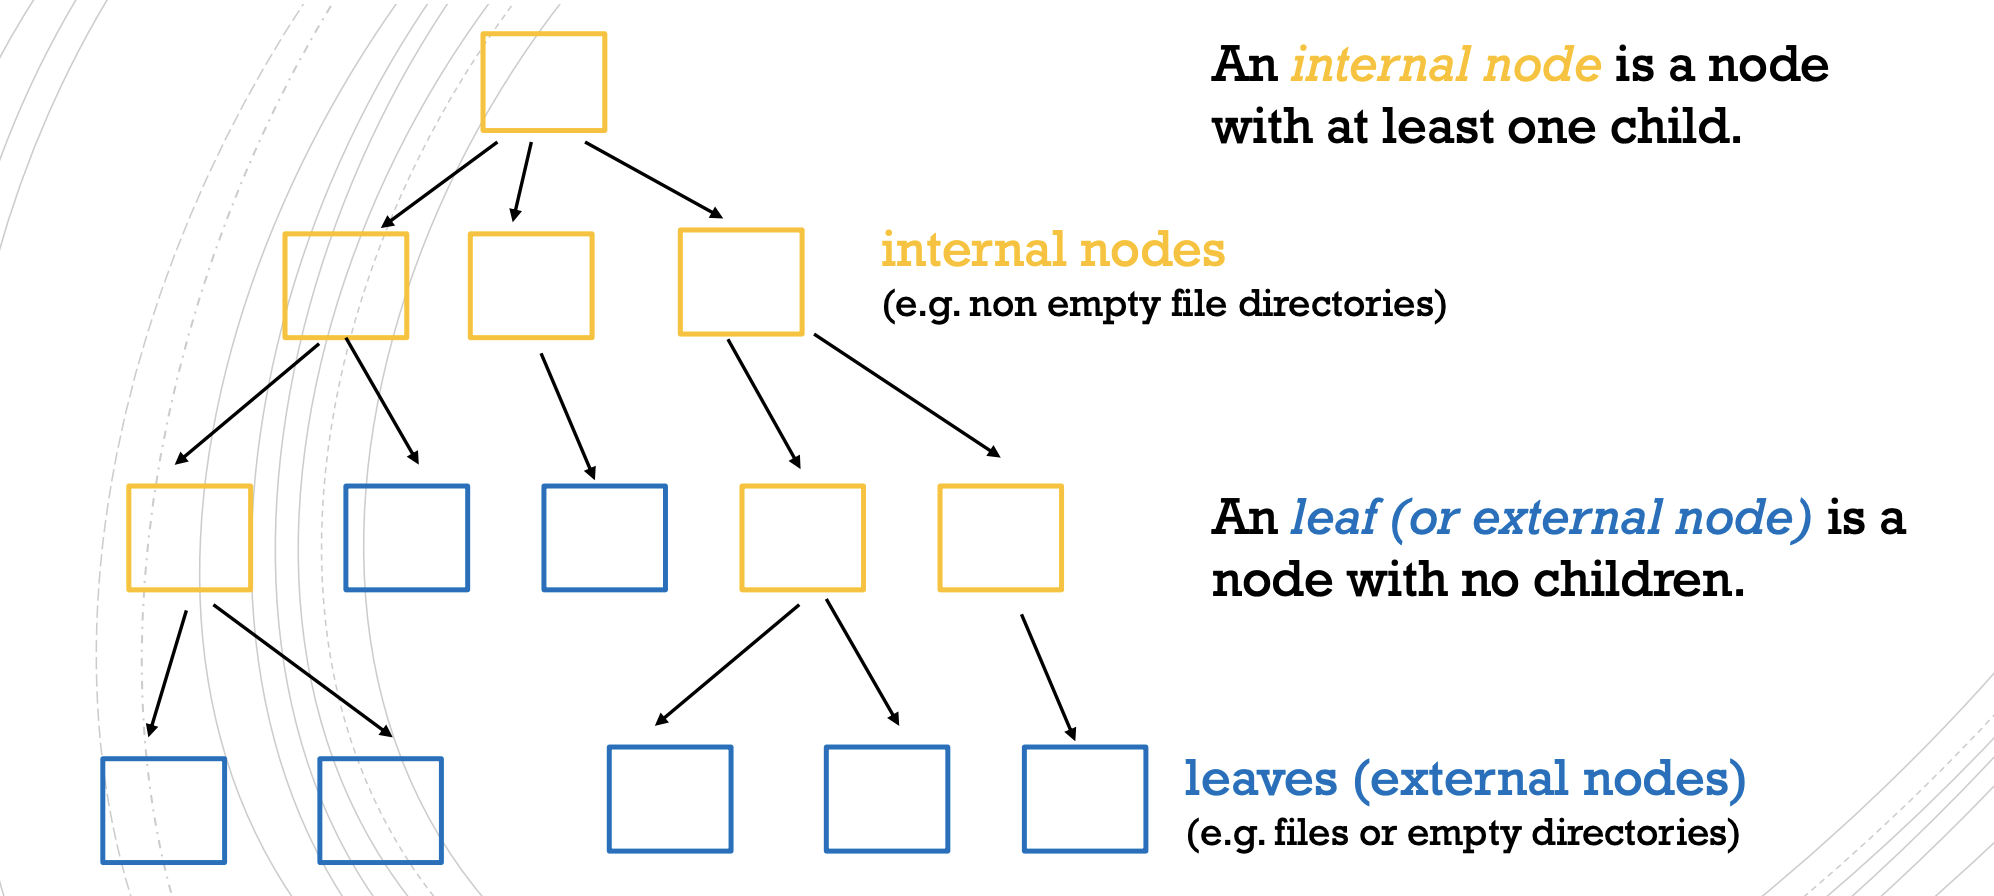 An internal node is a node
with at least one child.
internal nodes
(e.g. non empty file directories)
An leaf (or external node) is a
node with no children.
leaves (external nodes)
(e.g. files or empty directories)